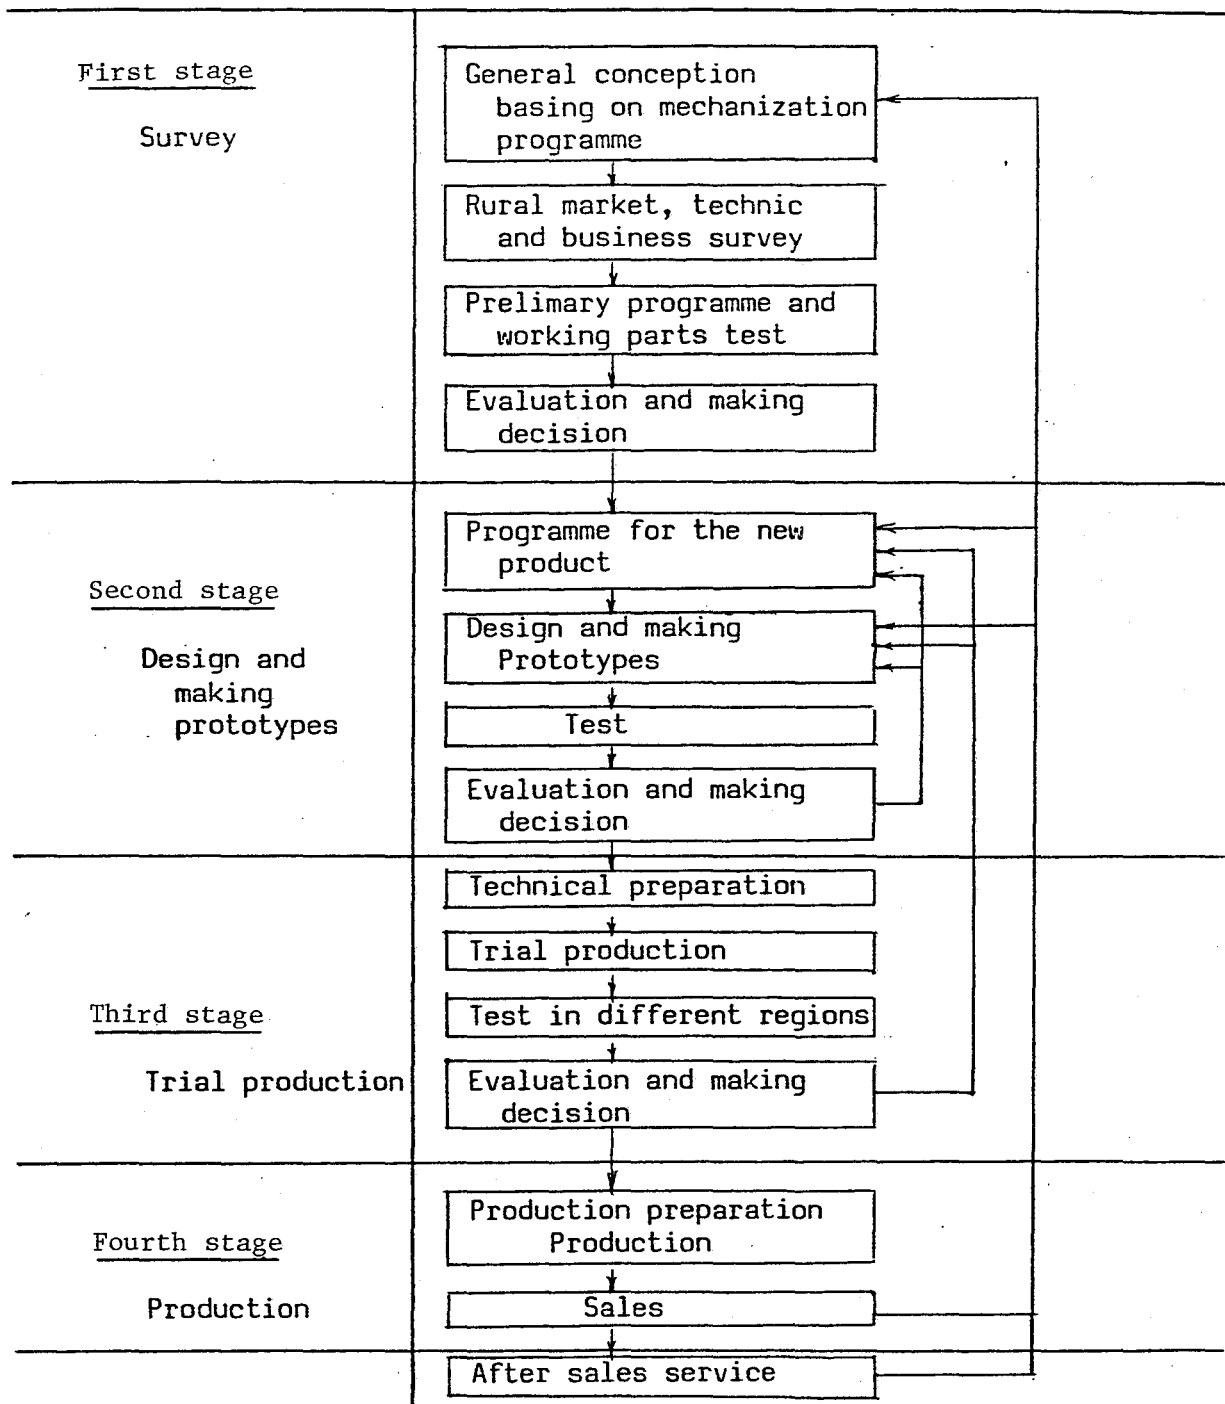 First stage
Survey
General conception
basing on mechanization
programme
Rural market, technic
and business survey
Prelimary programme and
working parts test
Evaluation and making
decision
Second stage
Design and
making
prototypes
Programme for the new
product
Design and making
Prototypes
Test
Evaluation and making
decision
Third stage
Trial production
Technical preparation
Trial production
Test in different regions
Evaluation and making
decision
Fourth stage
Production
Production preparation
Production
Sales
After sales service